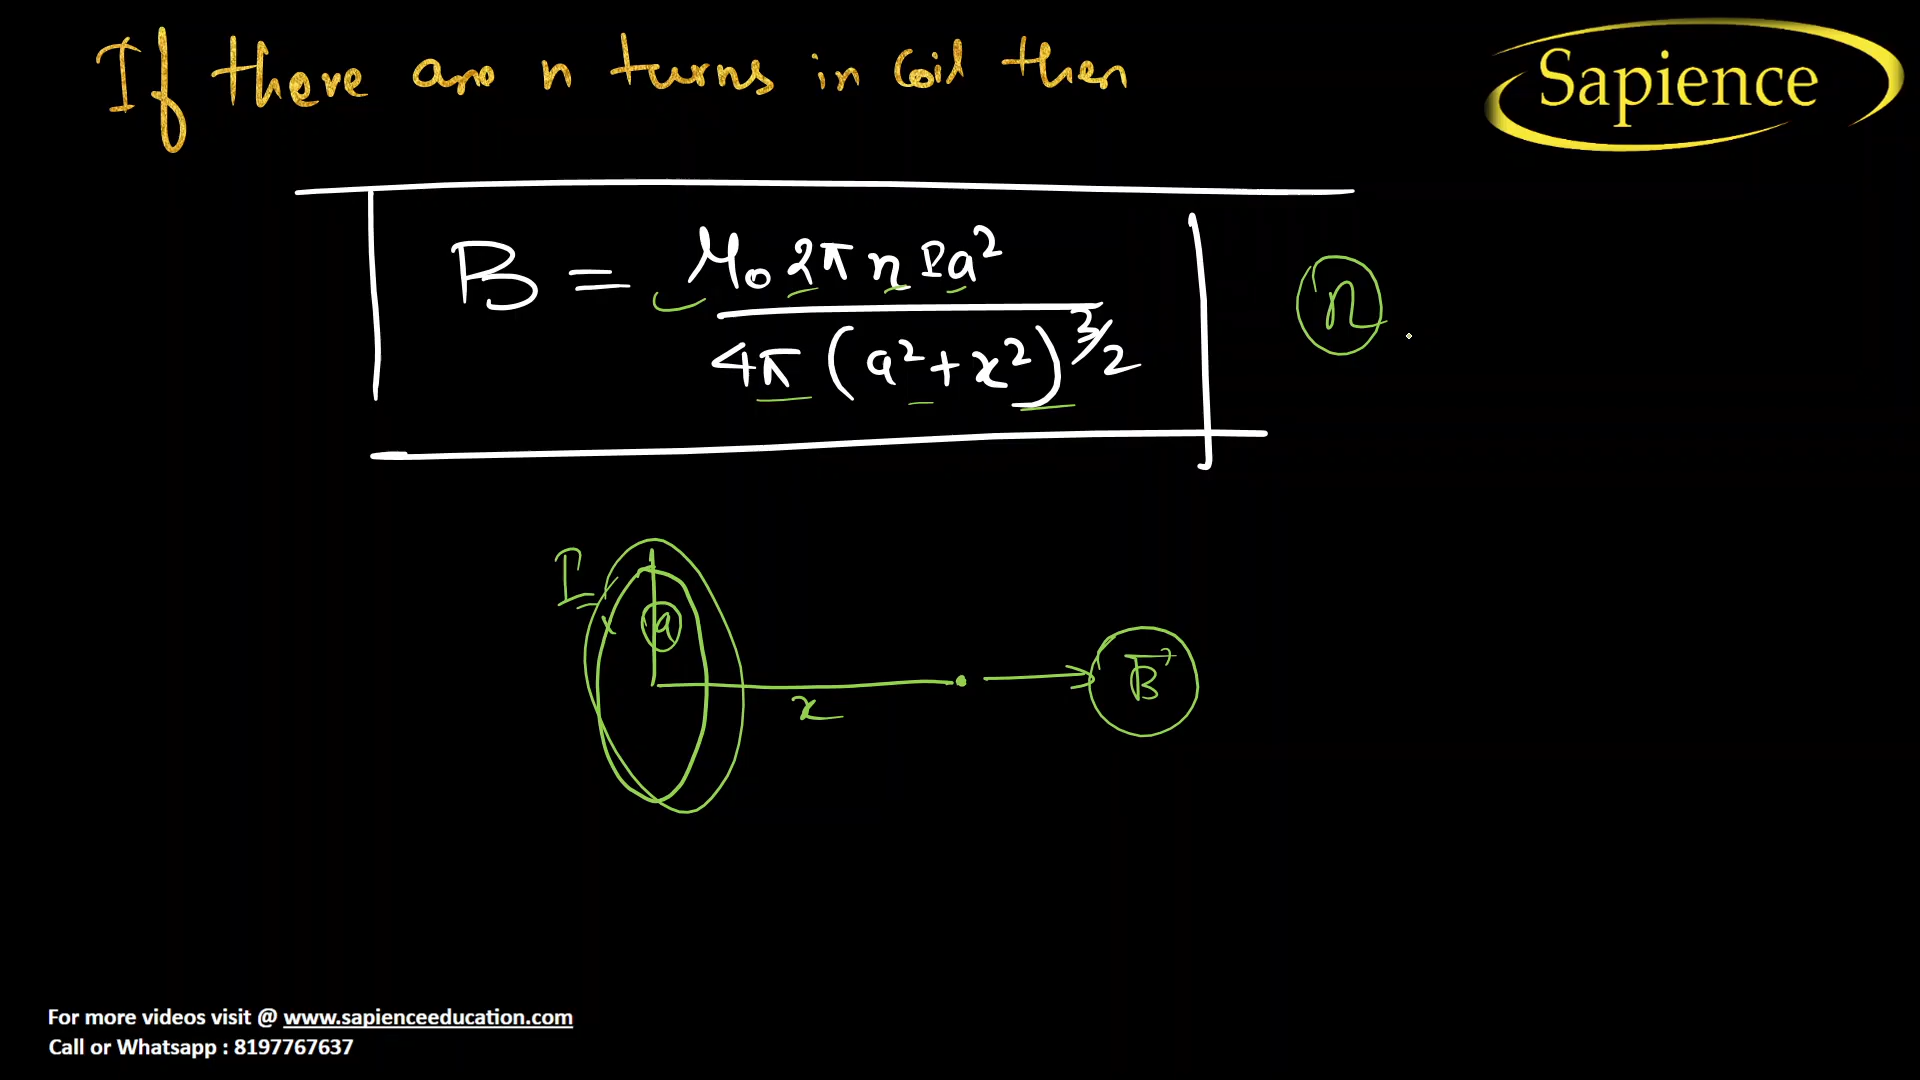 If there are n turns in coil then
Sapience
B = μ₀ 2π n I a²
4π (a² + x²)^3/2
n
I
a
x
B⃗
For more videos visit @ www.sapienceeducation.com
Call or Whatsapp : 8197767637